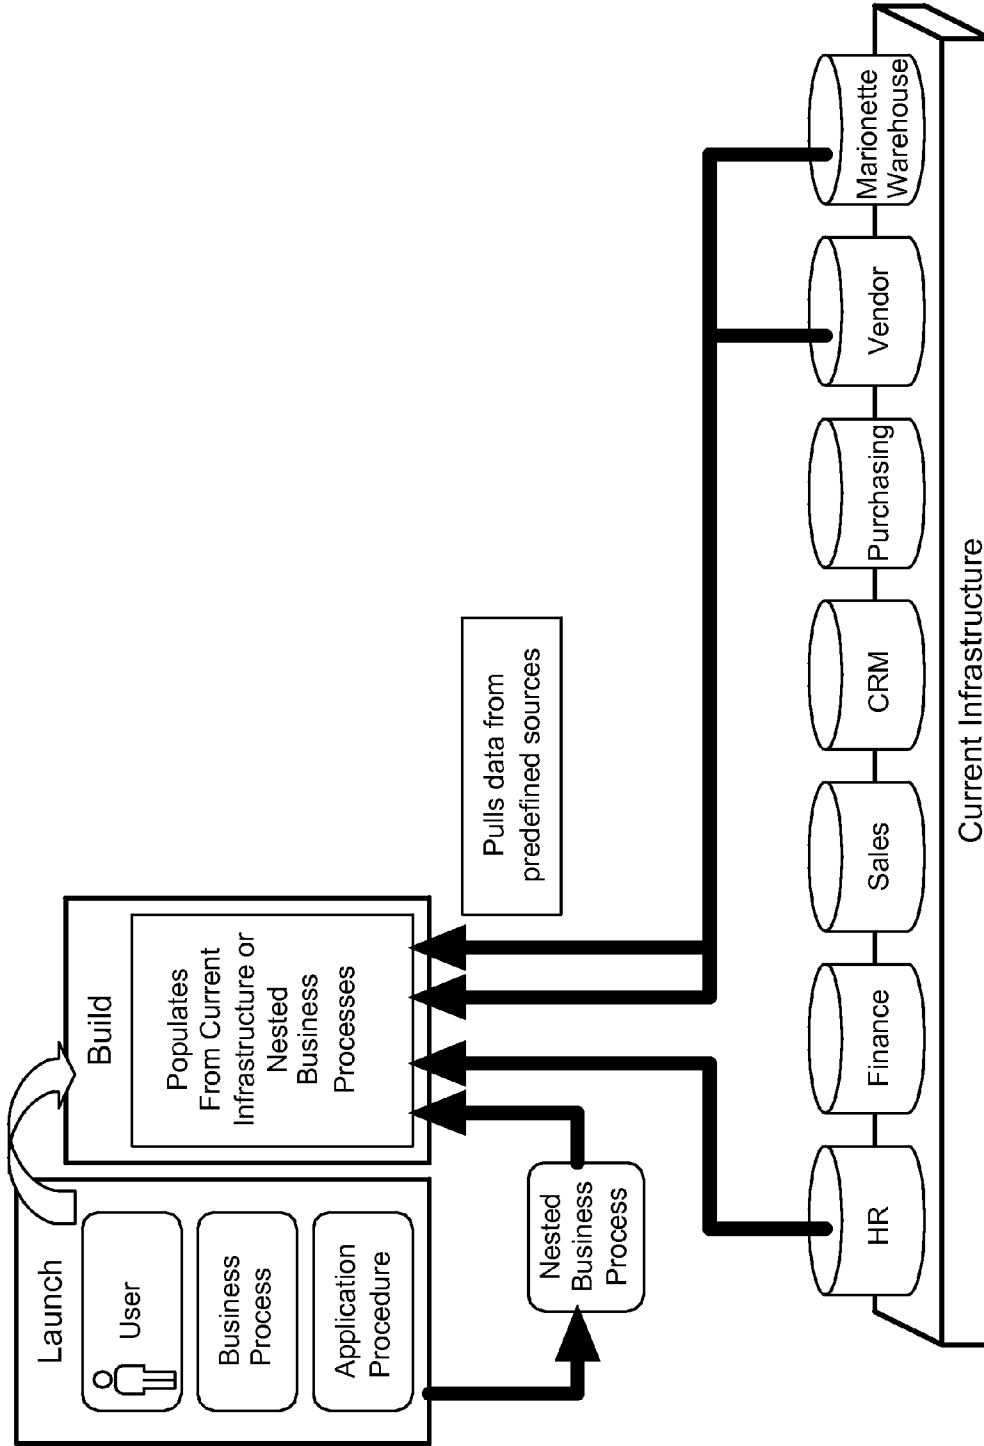 Launch
User
Business
Process
Application
Procedure
Build
Populates
From Current
Infrastructure or
Nested
Business
Processes
Nested
Business
Process
Pulls data from
predefined sources
HR
Finance
Sales
CRM
Purchasing
Vendor
Marionette
Warehouse
Current Infrastructure